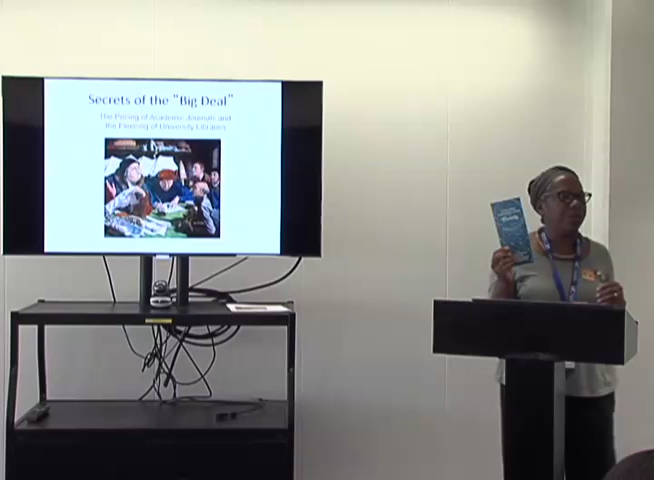 Secrets of the “Big Deal”
The Pricing of Academic Journals and
the Fleecing of University Libraries